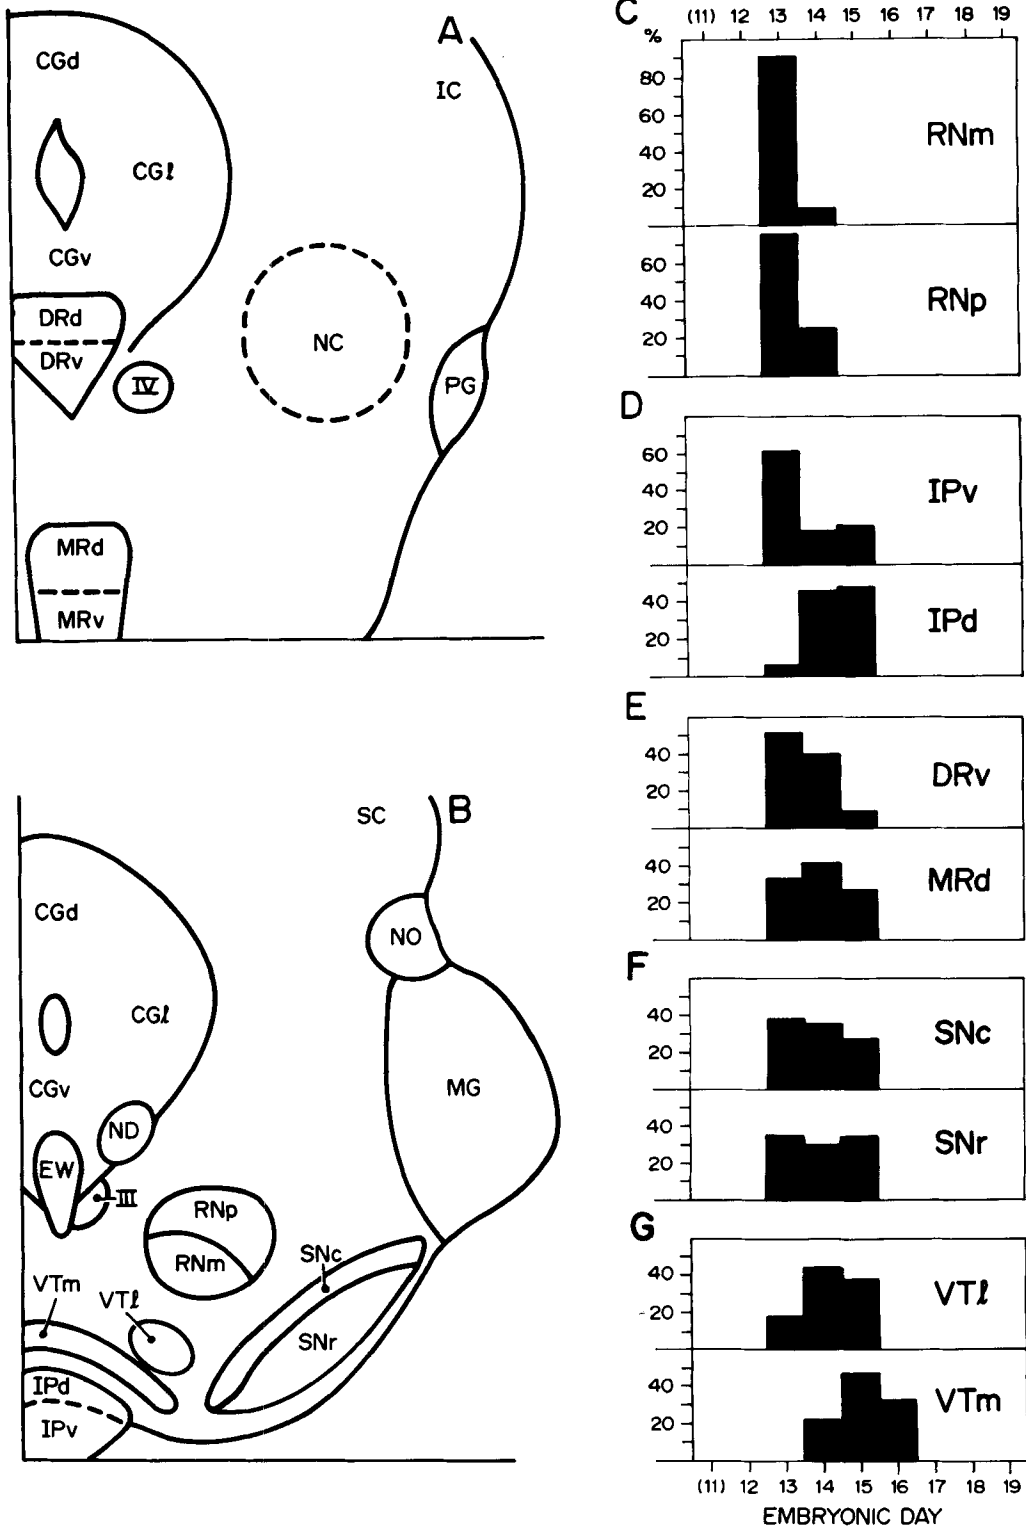 A
CGd
IC
CGℓ
CGv
DRd
DRv
IV
NC
PG
MRd
MRv
B
SC
CGd
NO
CGℓ
CGv
MG
ND
EW
III
RNp
RNm
SNc
VTm
VTℓ
SNr
IPd
IPv
C (11) 12 13 14 15 16 17 18 19
%
80
60
40
20
RNm
60
40
20
RNp
D
60
40
20
IPv
40
20
IPd
E
40
20
DRv
40
20
MRd
F
40
20
SNc
40
20
SNr
G
40
20
VTℓ
40
20
VTm
(11) 12 13 14 15 16 17 18 19
EMBRYONIC DAY